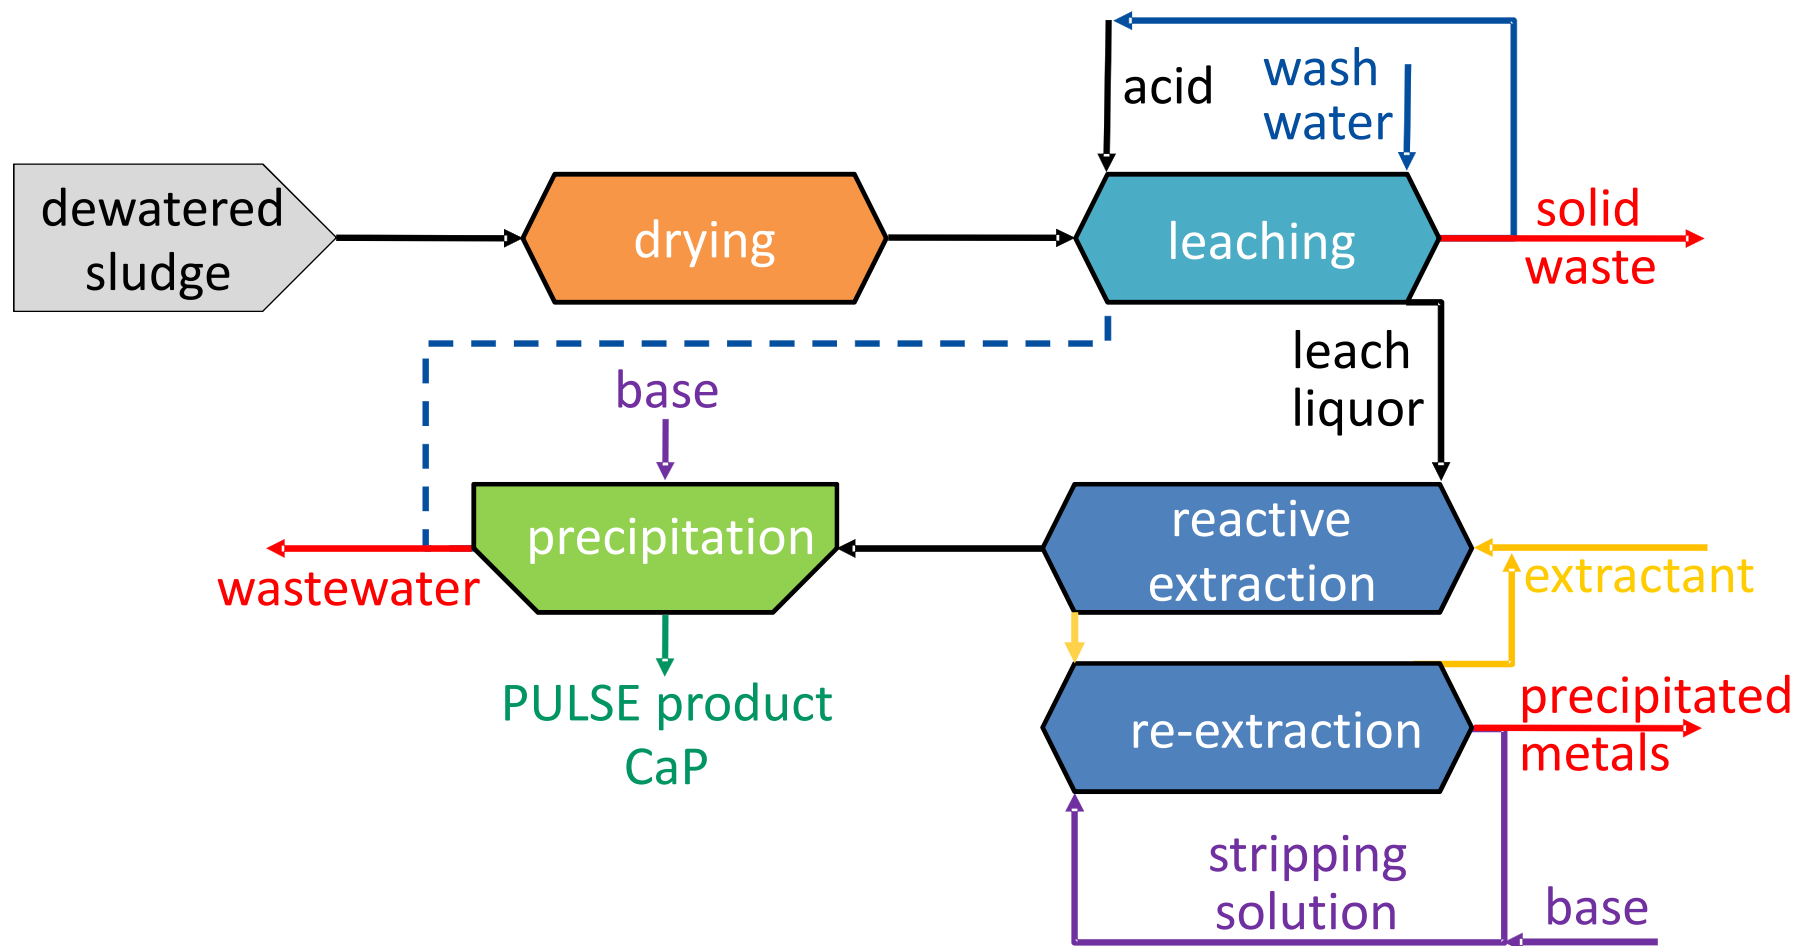 acid
wash
water
dewatered
sludge
drying
leaching
solid
waste
leach
liquor
base
precipitation
reactive
extraction
extractant
wastewater
PULSE product
CaP
re-extraction
precipitated
metals
stripping
solution
base